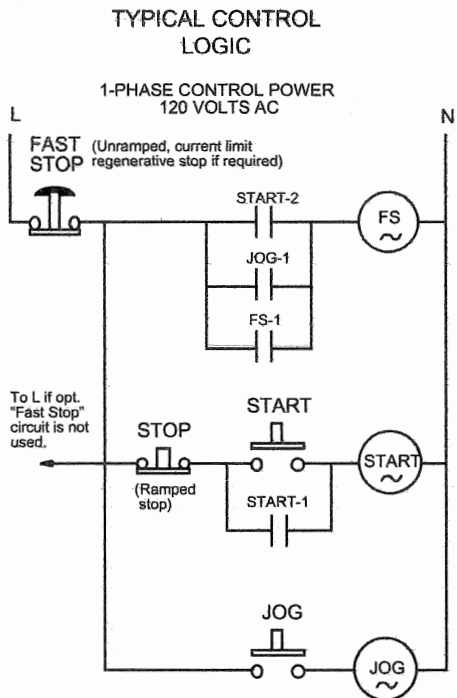 TYPICAL CONTROL
LOGIC
1-PHASE CONTROL POWER
120 VOLTS AC
L
N
FAST
STOP
(Unramped, current limit
regenerative stop if required)
START-2
FS
JOG-1
FS-1
To L if opt.
"Fast Stop"
circuit is not
used.
STOP
(Ramped
stop)
START
START
START-1
JOG
JOG